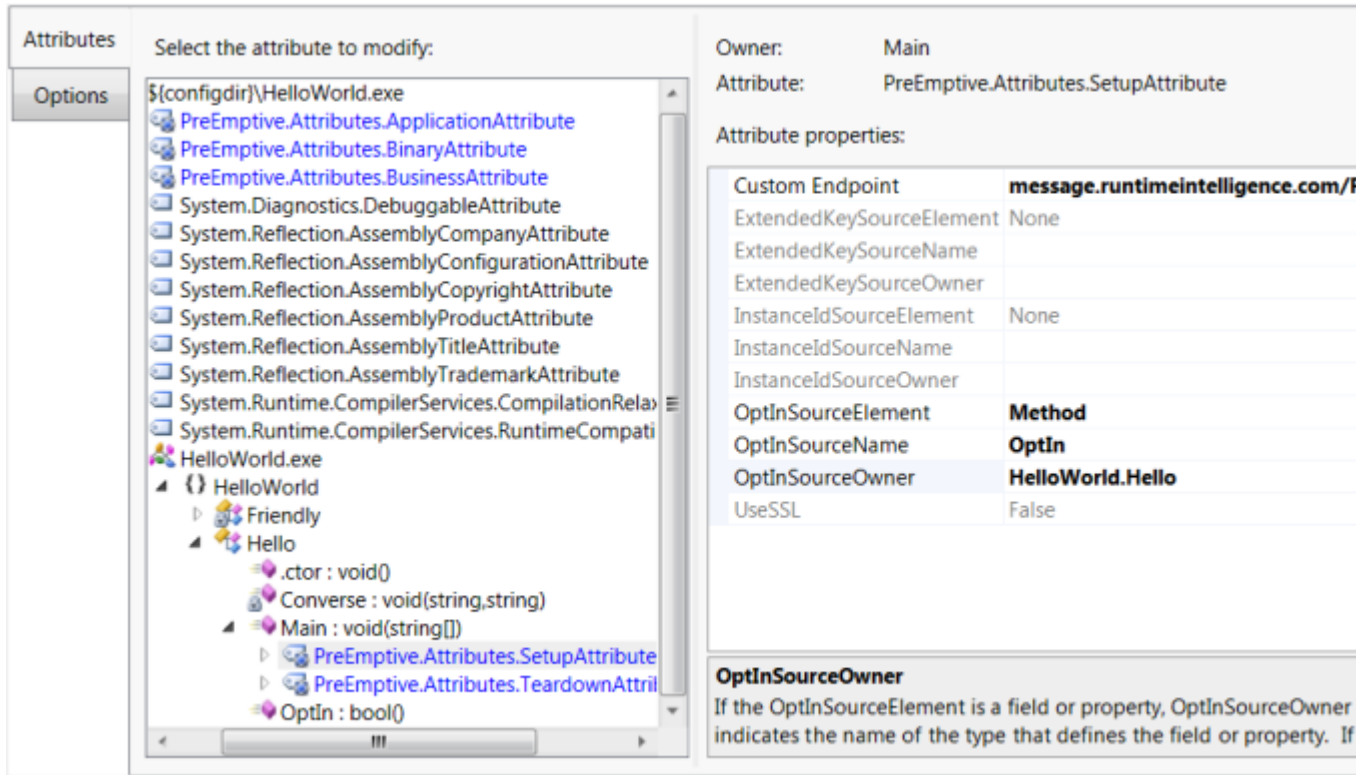 Attributes
Options
Select the attribute to modify:
${configdir}\HelloWorld.exe
PreEmptive.Attributes.ApplicationAttribute
PreEmptive.Attributes.BinaryAttribute
PreEmptive.Attributes.BusinessAttribute
System.Diagnostics.DebuggableAttribute
System.Reflection.AssemblyCompanyAttribute
System.Reflection.AssemblyConfigurationAttribute
System.Reflection.AssemblyCopyrightAttribute
System.Reflection.AssemblyProductAttribute
System.Reflection.AssemblyTitleAttribute
System.Reflection.AssemblyTrademarkAttribute
System.Runtime.CompilerServices.CompilationRelax
System.Runtime.CompilerServices.RuntimeCompati
HelloWorld.exe
{} HelloWorld
Friendly
Hello
.ctor : void()
Converse : void(string,string)
Main : void(string[])
PreEmptive.Attributes.SetupAttribute
PreEmptive.Attributes.TeardownAttri
OptIn : bool()
Owner: Main
Attribute: PreEmptive.Attributes.SetupAttribute
Attribute properties:
Custom Endpoint message.runtimeintelligence.com/
ExtendedKeySourceElement None
ExtendedKeySourceName
ExtendedKeySourceOwner
InstanceIdSourceElement None
InstanceIdSourceName
InstanceIdSourceOwner
OptInSourceElement Method
OptInSourceName OptIn
OptInSourceOwner HelloWorld.Hello
UseSSL False
OptInSourceOwner
If the OptInSourceElement is a field or property, OptInSourceOwner
indicates the name of the type that defines the field or property. If